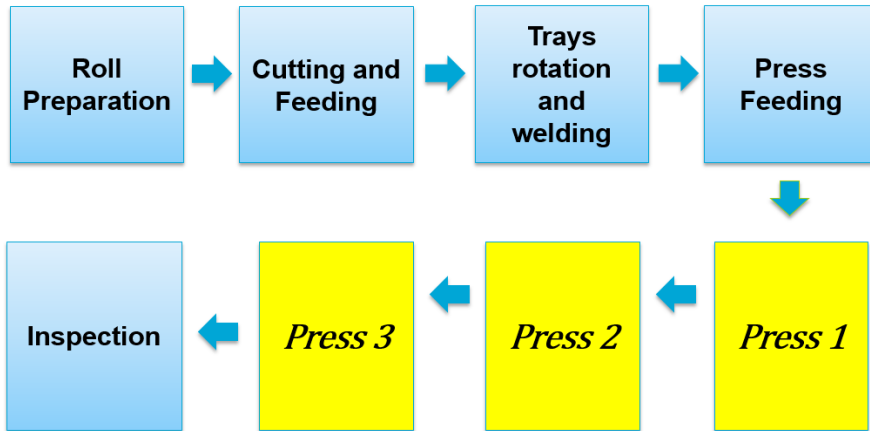 Roll
Preparation
Cutting and
Feeding
Trays
rotation
and
welding
Press
Feeding
Inspection
Press 3
Press 2
Press 1